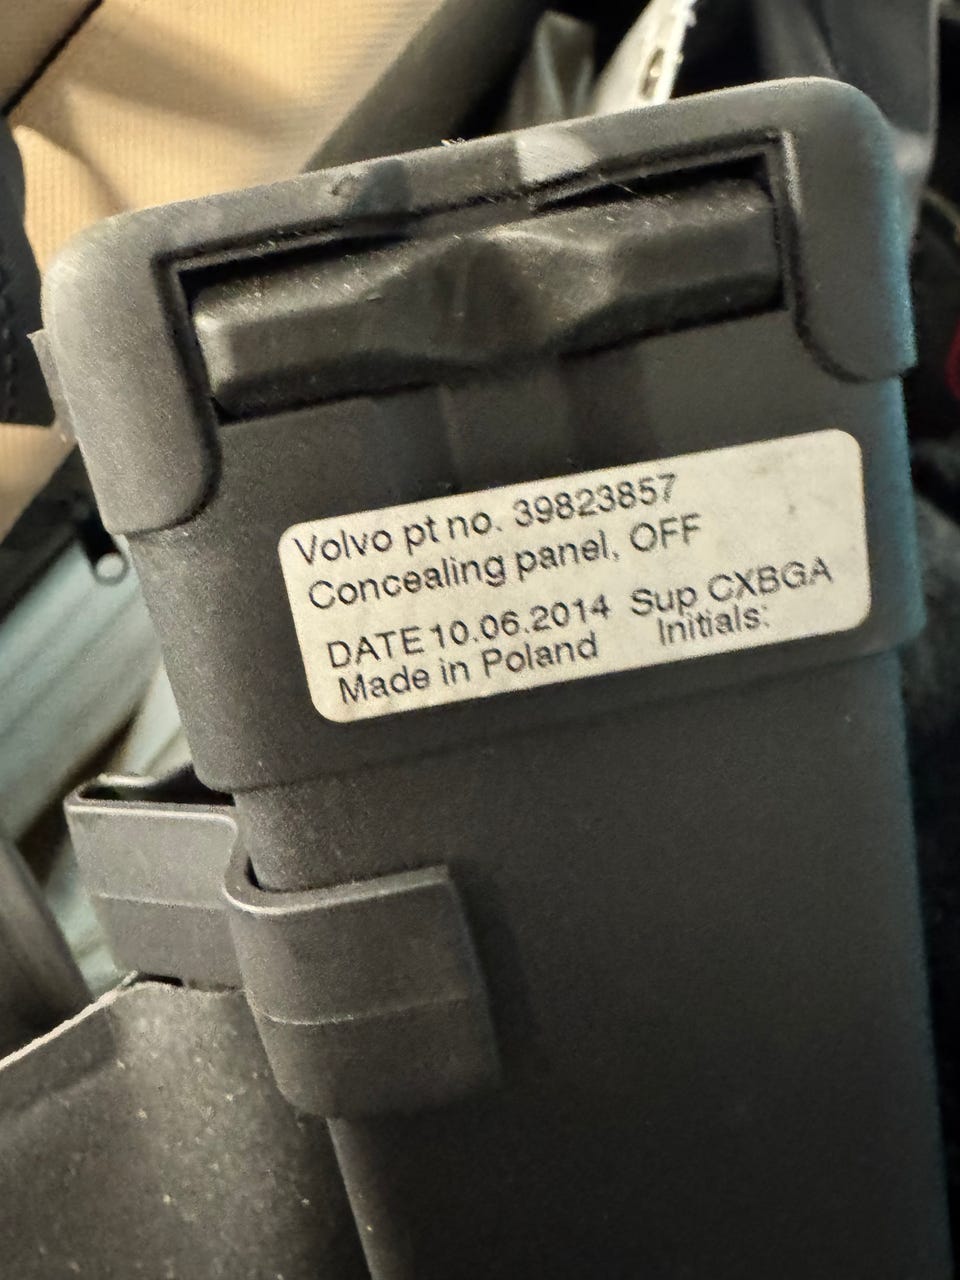 Volvo pt no. 39823857
Concealing panel, OFF
DATE 10.06.2014 Sup CXBGA
Made in Poland Initials: